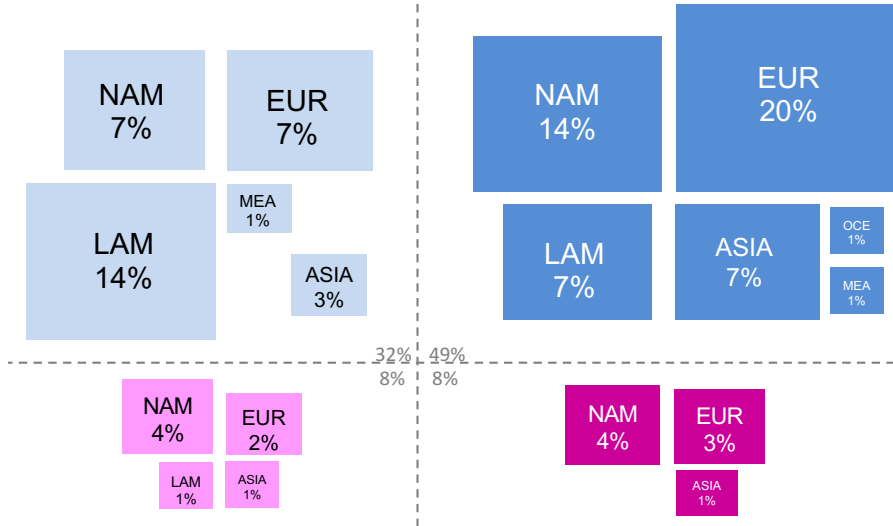 NAM
7%
EUR
7%
MEA
1%
LAM
14%
ASIA
3%
NAM
14%
EUR
20%
LAM
7%
ASIA
7%
OCE
1%
MEA
1%
32%
49%
8%
8%
NAM
4%
EUR
2%
LAM
1%
ASIA
1%
NAM
4%
EUR
3%
ASIA
1%